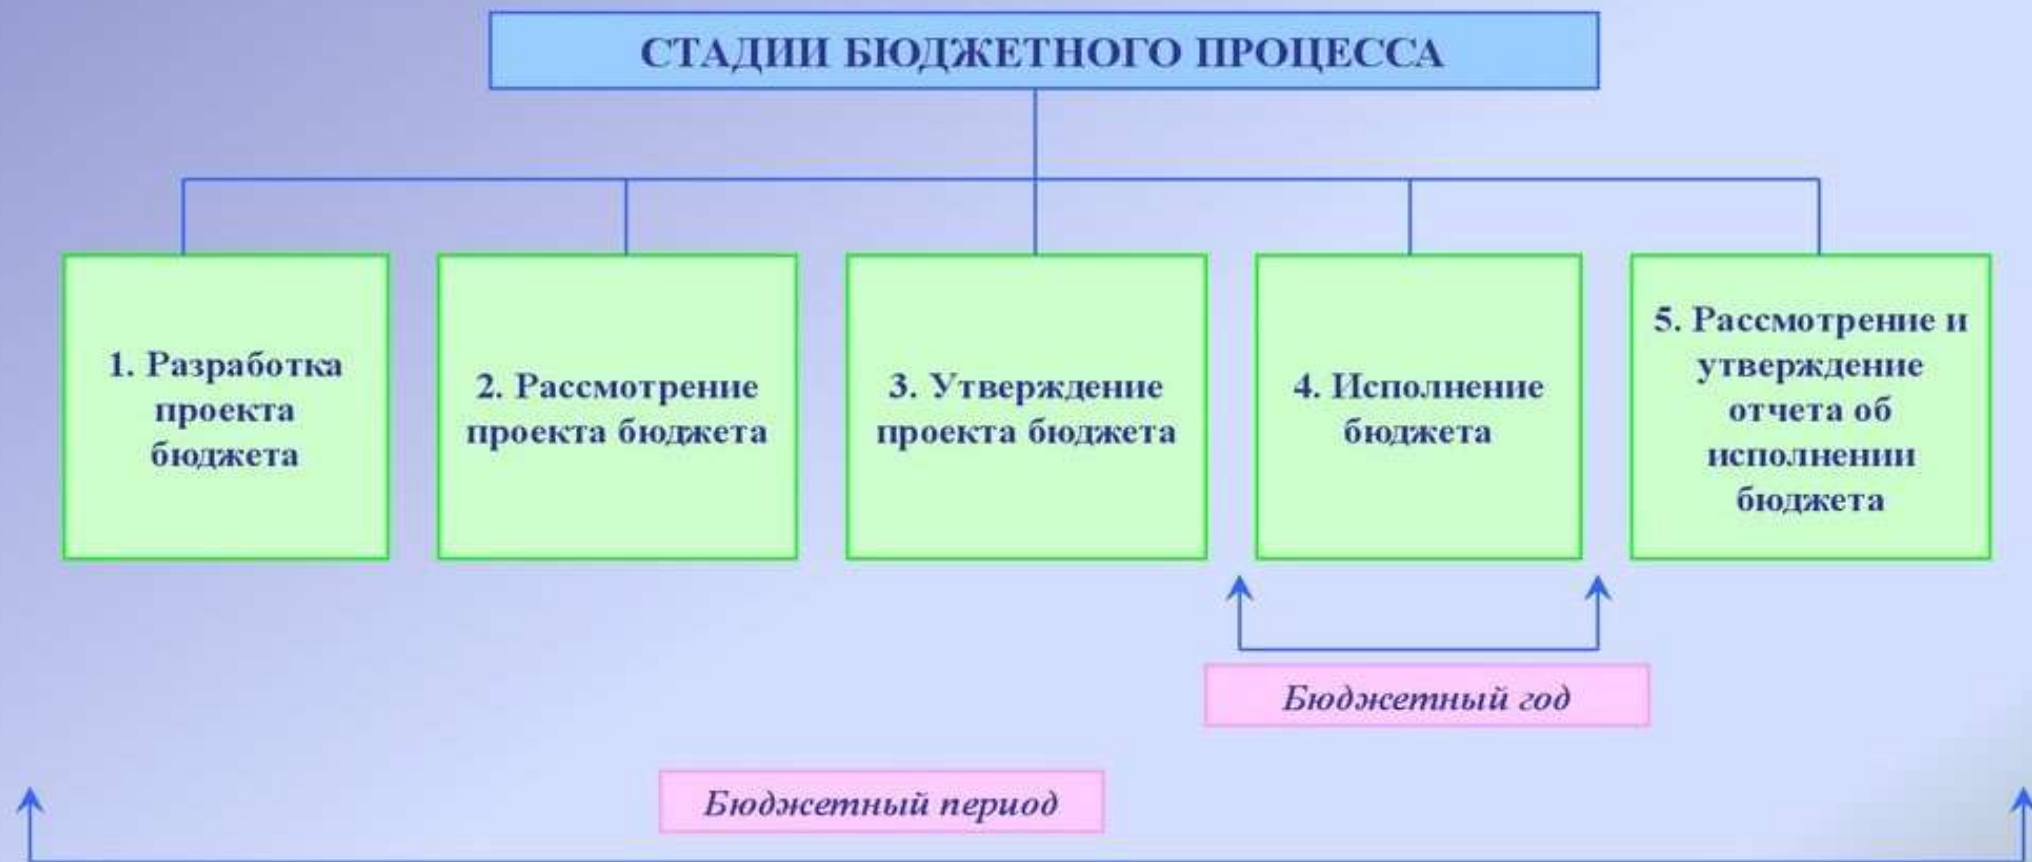 СТАДИИ БЮДЖЕТНОГО ПРОЦЕССА
1. Разработка
проекта
бюджета
2. Рассмотрение
проекта бюджета
3. Утверждение
проекта бюджета
4. Исполнение
бюджета
5. Рассмотрение и
утверждение
отчета об
исполнении
бюджета
Бюджетный год
Бюджетный период